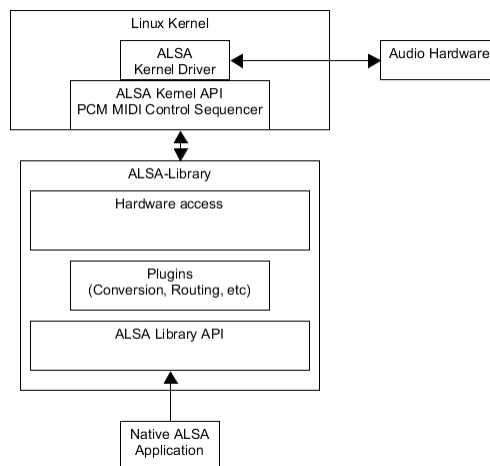 Linux Kernel
ALSA
Kernel Driver
Audio Hardware
ALSA Kernel API
PCM MIDI Control Sequencer
ALSA-Library
Hardware access
Plugins
(Conversion, Routing, etc)
ALSA Library API
Native ALSA
Application